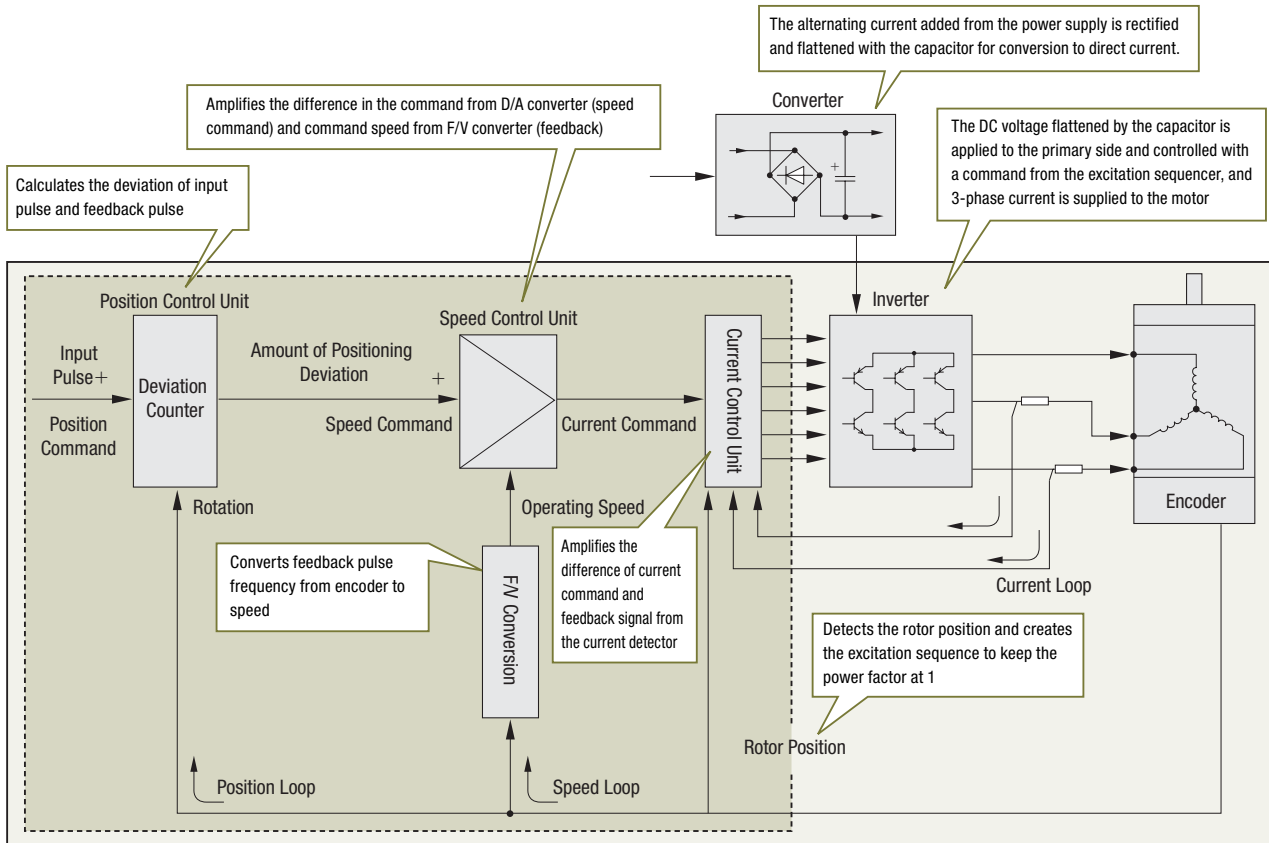 The alternating current added from the power supply is rectified
and flattened with the capacitor for conversion to direct current.
Converter
+
Amplifies the difference in the command from D/A converter (speed
command) and command speed from F/V converter (feedback)
The DC voltage flattened by the capacitor is
applied to the primary side and controlled with
a command from the excitation sequencer, and
3-phase current is supplied to the motor
Calculates the deviation of input
pulse and feedback pulse
Position Control Unit
Speed Control Unit
Inverter
Input
Pulse+
Position
Command
Deviation
Counter
Amount of Positioning
Deviation
+
Speed Command
Current Command
Current Control Unit
Encoder
Rotation
Operating Speed
Converts feedback pulse
frequency from encoder to
speed
F/V Conversion
Amplifies the
difference of current
command and
feedback signal from
the current detector
Current Loop
Detects the rotor position and creates
the excitation sequence to keep the
power factor at 1
Rotor Position
Position Loop
Speed Loop